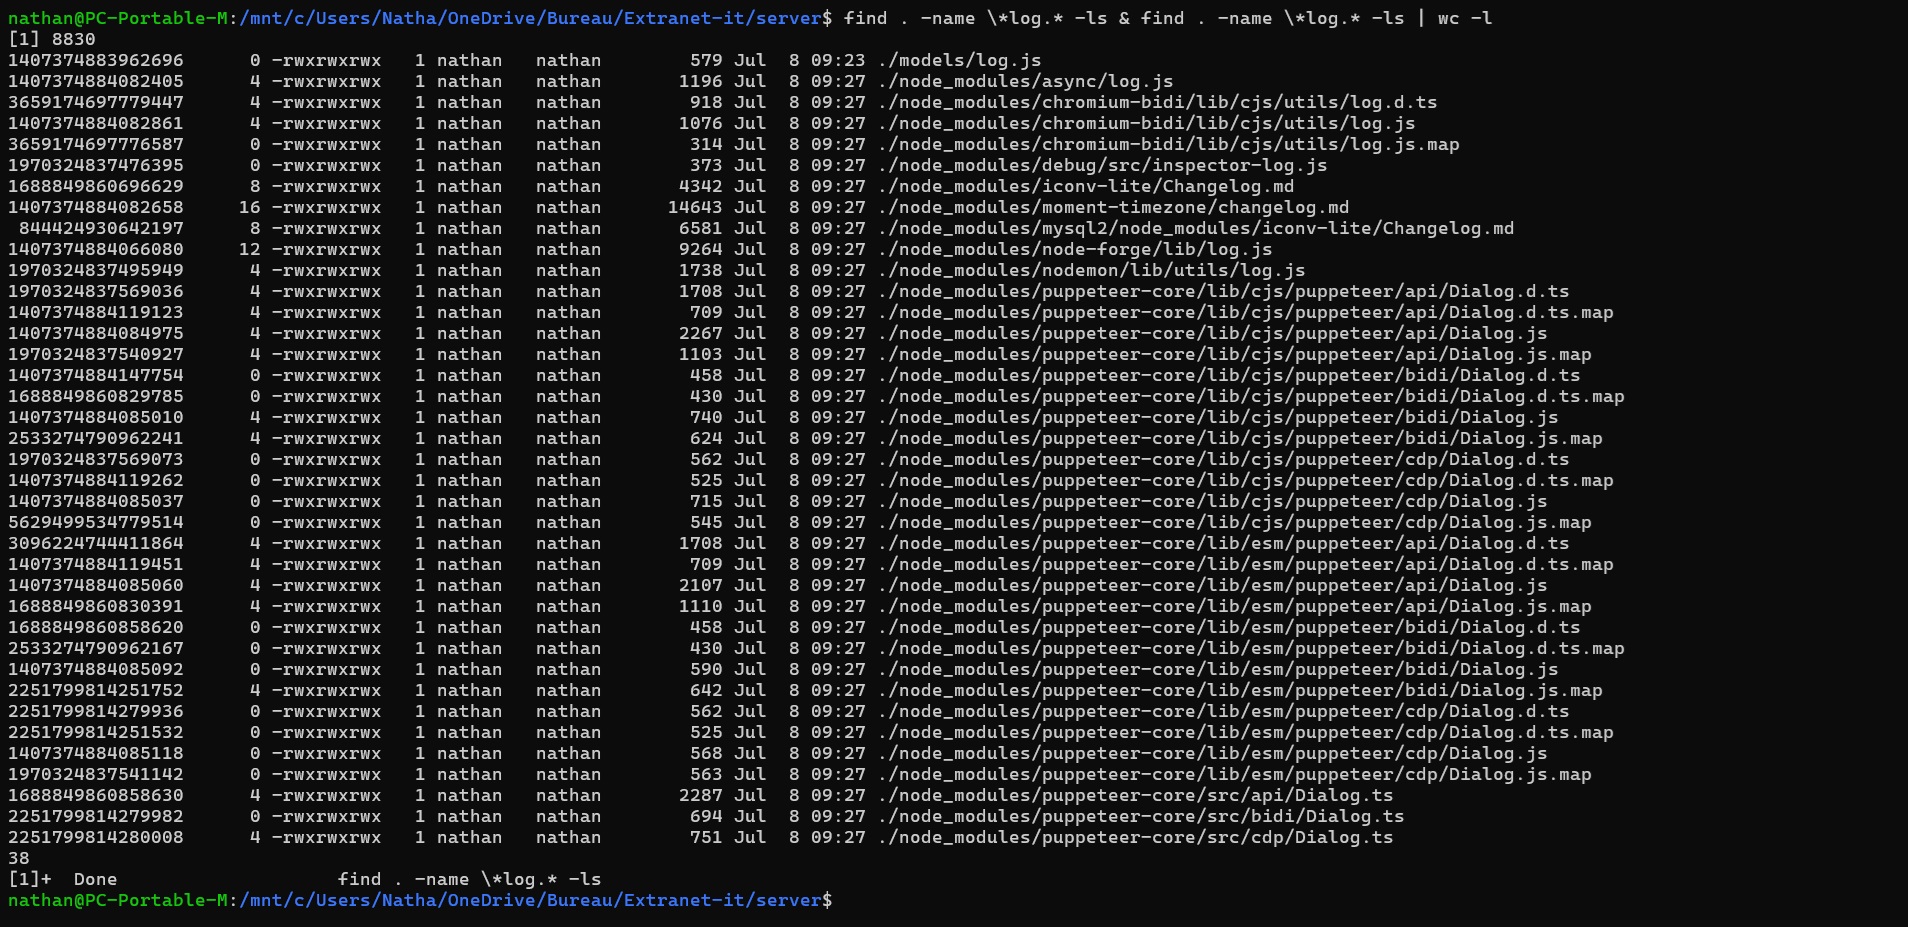 nathan@PC-Portable-M:/mnt/c/Users/Natha/OneDrive/Bureau/Extranet-it/server$ find . -name \*log.* -ls & find . -name \*log.* -ls | wc -l
[1] 8830
14073748839626​96 0 -rwxrwxrwx 1 nathan nathan 579 Jul 8 09:23 ./models/log.js
1407374884082405 4 -rwxrwxrwx 1 nathan nathan 1196 Jul 8 09:27 ./node_modules/async/log.js
3659174697779447 4 -rwxrwxrwx 1 nathan nathan 918 Jul 8 09:27 ./node_modules/chromium-bidi/lib/cjs/utils/log.d.ts
1407374884082861 4 -rwxrwxrwx 1 nathan nathan 1076 Jul 8 09:27 ./node_modules/chromium-bidi/lib/cjs/utils/log.js
3659174697776587 0 -rwxrwxrwx 1 nathan nathan 314 Jul 8 09:27 ./node_modules/chromium-bidi/lib/cjs/utils/log.js.map
1970324837476395 0 -rwxrwxrwx 1 nathan nathan 373 Jul 8 09:27 ./node_modules/debug/src/inspector-log.js
1688849860696629 8 -rwxrwxrwx 1 nathan nathan 4342 Jul 8 09:27 ./node_modules/iconv-lite/Changelog.md
1407374884082658 16 -rwxrwxrwx 1 nathan nathan 14643 Jul 8 09:27 ./node_modules/moment-timezone/changelog.md
844424930642197 8 -rwxrwxrwx 1 nathan nathan 6581 Jul 8 09:27 ./node_modules/mysql2/node_modules/iconv-lite/Changelog.md
1407374884066080 12 -rwxrwxrwx 1 nathan nathan 9264 Jul 8 09:27 ./node_modules/node-forge/lib/log.js
1970324837495949 4 -rwxrwxrwx 1 nathan nathan 1738 Jul 8 09:27 ./node_modules/nodemon/lib/utils/log.js
1970324837569036 4 -rwxrwxrwx 1 nathan nathan 1708 Jul 8 09:27 ./node_modules/puppeteer-core/lib/cjs/puppeteer/api/Dialog.d.ts
1407374884119123 4 -rwxrwxrwx 1 nathan nathan 709 Jul 8 09:27 ./node_modules/puppeteer-core/lib/cjs/puppeteer/api/Dialog.d.ts.map
1407374884084975 4 -rwxrwxrwx 1 nathan nathan 2267 Jul 8 09:27 ./node_modules/puppeteer-core/lib/cjs/puppeteer/api/Dialog.js
1970324837540927 4 -rwxrwxrwx 1 nathan nathan 1103 Jul 8 09:27 ./node_modules/puppeteer-core/lib/cjs/puppeteer/api/Dialog.js.map
1407374884147754 0 -rwxrwxrwx 1 nathan nathan 458 Jul 8 09:27 ./node_modules/puppeteer-core/lib/cjs/puppeteer/bidi/Dialog.d.ts
1688849860829785 0 -rwxrwxrwx 1 nathan nathan 430 Jul 8 09:27 ./node_modules/puppeteer-core/lib/cjs/puppeteer/bidi/Dialog.d.ts.map
1407374884085010 4 -rwxrwxrwx 1 nathan nathan 740 Jul 8 09:27 ./node_modules/puppeteer-core/lib/cjs/puppeteer/bidi/Dialog.js
2533274790962241 4 -rwxrwxrwx 1 nathan nathan 624 Jul 8 09:27 ./node_modules/puppeteer-core/lib/cjs/puppeteer/bidi/Dialog.js.map
1970324837569073 0 -rwxrwxrwx 1 nathan nathan 562 Jul 8 09:27 ./node_modules/puppeteer-core/lib/cjs/puppeteer/cdp/Dialog.d.ts
1407374884119262 0 -rwxrwxrwx 1 nathan nathan 525 Jul 8 09:27 ./node_modules/puppeteer-core/lib/cjs/puppeteer/cdp/Dialog.d.ts.map
1407374884085037 0 -rwxrwxrwx 1 nathan nathan 715 Jul 8 09:27 ./node_modules/puppeteer-core/lib/cjs/puppeteer/cdp/Dialog.js
5629499534779514 0 -rwxrwxrwx 1 nathan nathan 545 Jul 8 09:27 ./node_modules/puppeteer-core/lib/cjs/puppeteer/cdp/Dialog.js.map
3096224744411864 4 -rwxrwxrwx 1 nathan nathan 1708 Jul 8 09:27 ./node_modules/puppeteer-core/lib/esm/puppeteer/api/Dialog.d.ts
1407374884119451 4 -rwxrwxrwx 1 nathan nathan 709 Jul 8 09:27 ./node_modules/puppeteer-core/lib/esm/puppeteer/api/Dialog.d.ts.map
1407374884085060 4 -rwxrwxrwx 1 nathan nathan 2107 Jul 8 09:27 ./node_modules/puppeteer-core/lib/esm/puppeteer/api/Dialog.js
1688849860830391 4 -rwxrwxrwx 1 nathan nathan 1110 Jul 8 09:27 ./node_modules/puppeteer-core/lib/esm/puppeteer/api/Dialog.js.map
1688849860858620 0 -rwxrwxrwx 1 nathan nathan 458 Jul 8 09:27 ./node_modules/puppeteer-core/lib/esm/puppeteer/bidi/Dialog.d.ts
2533274790962167 0 -rwxrwxrwx 1 nathan nathan 430 Jul 8 09:27 ./node_modules/puppeteer-core/lib/esm/puppeteer/bidi/Dialog.d.ts.map
1407374884085092 0 -rwxrwxrwx 1 nathan nathan 590 Jul 8 09:27 ./node_modules/puppeteer-core/lib/esm/puppeteer/bidi/Dialog.js
2251799814251752 4 -rwxrwxrwx 1 nathan nathan 642 Jul 8 09:27 ./node_modules/puppeteer-core/lib/esm/puppeteer/bidi/Dialog.js.map
2251799814279936 0 -rwxrwxrwx 1 nathan nathan 562 Jul 8 09:27 ./node_modules/puppeteer-core/lib/esm/puppeteer/cdp/Dialog.d.ts
2251799814251532 0 -rwxrwxrwx 1 nathan nathan 525 Jul 8 09:27 ./node_modules/puppeteer-core/lib/esm/puppeteer/cdp/Dialog.d.ts.map
1407374884085118 0 -rwxrwxrwx 1 nathan nathan 568 Jul 8 09:27 ./node_modules/puppeteer-core/lib/esm/puppeteer/cdp/Dialog.js
1970324837541142 0 -rwxrwxrwx 1 nathan nathan 563 Jul 8 09:27 ./node_modules/puppeteer-core/lib/esm/puppeteer/cdp/Dialog.js.map
1688849860858630 4 -rwxrwxrwx 1 nathan nathan 2287 Jul 8 09:27 ./node_modules/puppeteer-core/src/api/Dialog.ts
2251799814279982 0 -rwxrwxrwx 1 nathan nathan 694 Jul 8 09:27 ./node_modules/puppeteer-core/src/bidi/Dialog.ts
2251799814280008 4 -rwxrwxrwx 1 nathan nathan 751 Jul 8 09:27 ./node_modules/puppeteer-core/src/cdp/Dialog.ts
38
[1]+ Done find . -name \*log.* -ls
nathan@PC-Portable-M:/mnt/c/Users/Natha/OneDrive/Bureau/Extranet-it/server$